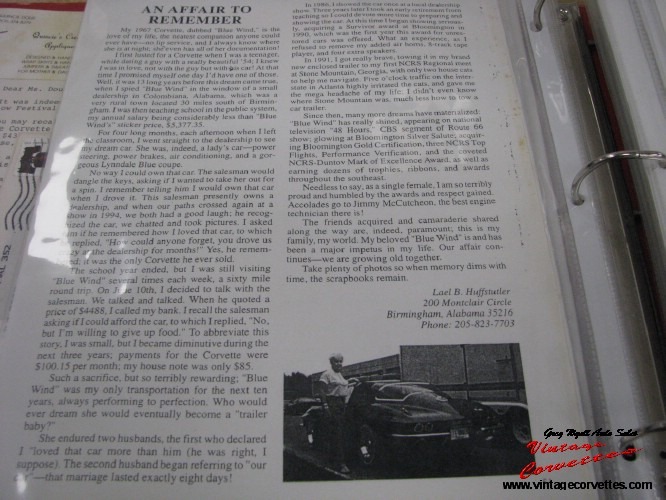 AN AFFAIR TO
REMEMBER
My 1965 Corvette, dubbed "Blue Wind," is the
love of my life, the neatest companion you could
ever have—no lip service, and I always know where
she is at night, she even has all of her documentation!
I first lusted for a Corvette when I was a teenager,
while dating a guy with a really beautiful '54; I knew
I was in love, not with the guy but with his car! At that
time I promised myself one day I'd have one of those.
Well, it was 13 long years before this dream came true,
when I spied "Blue Wind" in the window of a small
dealership in Columbiana, Alabama, which was a
very rural town located 30 miles south of Birming-
ham. I was then teaching school in the public system,
my annual salary being considerably less than "Blue
Wind's" sticker price, $5,377.35.
For four long months, each afternoon when I left
the classroom, I went straight to the dealership to see
my dream car. She was, indeed, a lady's car—power
steering, power brakes, air conditioning, and a gor-
geous Lynndale Blue coupe.
No way I could own that car. The salesman would
dangle the keys, asking if I wanted to take her out for
a spin. I remember telling him I would own that car
when I drove it. This salesman presently owns a
dealership, and when our paths crossed again at a
show in 1994, we both had a good laugh; he recog-
nized the car, we chatted and took pictures. I asked
him if he remembered how I loved that car, to which
he replied, "How could anyone forget, you drove us
crazy at the dealership for months!" Yes, he remem-
bered; it was the only Corvette he ever sold.
The school year ended, but I was still visiting
"Blue Wind" several times each week, a sixty mile
round trip. On June 10th, I decided to talk with the
salesman. We talked and talked. When he quoted a
price of $4488, I called my bank. I recall the salesman
asking if I could afford the car, to which I replied, "No,
but I'm willing to give up food." To abbreviate this
story, I was small, but I became diminutive during the
next three years; payments for the Corvette were
$100.15 per month; my house note was only $85.
Such a sacrifice, but so terribly rewarding; "Blue
Wind" was my only transportation for the next ten
years, always performing to perfection. Who would
ever dream she would eventually become a "trailer
baby?"
She endured two husbands, the first who declared
I "loved that car more than him (he was right, I
suppose). The second husband began referring to "our
car"—that marriage lasted exactly eight days!
In 1986, I showed the car once at a local dealership
show. Three years later I took an early retirement from
teaching so I could devote more time to preparing and
showing the car. At this time I began showing serious-
ly, acquiring a Survivor award at Bloomington in
1990, which was the first year this award for unres-
tored cars was offered. What an experience, as I
refused to remove my added air horns, 8-track tape
player, and four extra speakers.
In 1991, I got really brave, towing it in my brand
new enclosed trailer to my first NCRS Regional meet
at Stone Mountain, Georgia, with only two house cats
to help me navigate. Five o'clock traffic on the inter-
state in Atlanta highly irritated the cats, and gave me
the mega headache of my life. I didn't even know
where Stone Mountain was, much less how to tow a
car trailer.
Since then, many more dreams have materialized:
"Blue Wind" has really shined, appearing on national
television "48 Hours," CBS segment of Route 66
show; glowing at Bloomington Silver Salute; acquir-
ing Bloomington Gold Certification, three NCRS Top
Flights, Performance Verification, and the coveted
NCRS-Duntov Mark of Excellence Award, as well as
earning dozens of trophies, ribbons, and awards
throughout the southeast.
Needless to say, as a single female, I am so terribly
proud and humbled by the awards and respect gained.
Accolades go to Jimmy McCutcheon, the best engine
technician there is!
The friends acquired and camaraderie shared
along the way are, indeed, paramount; this is my
family, my world. My beloved "Blue Wind" is and has
been a major impetus in my life. Our affair con-
tinues—we are growing old together.
Take plenty of photos so when memory dims with
time, the scrapbooks remain.
Lael B. Huffstutler
200 Montclair Circle
Birmingham, Alabama 35216
Phone: 205-823-7703
Greg Wyatt Auto Sales
Vintage
Corvettes
www.vintagecorvettes.com